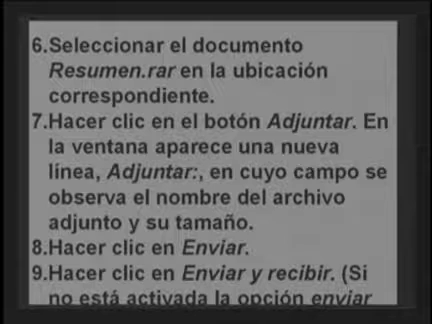 6.Seleccionar el documento
Resumen.rar en la ubicación
correspondiente.
7.Hacer clic en el botón Adjuntar. En
la ventana aparece una nueva
línea, Adjuntar:, en cuyo campo se
observa el nombre del archivo
adjunto y su tamaño.
8.Hacer clic en Enviar.
9.Hacer clic en Enviar y recibir. (Si
no está activada la opción enviar